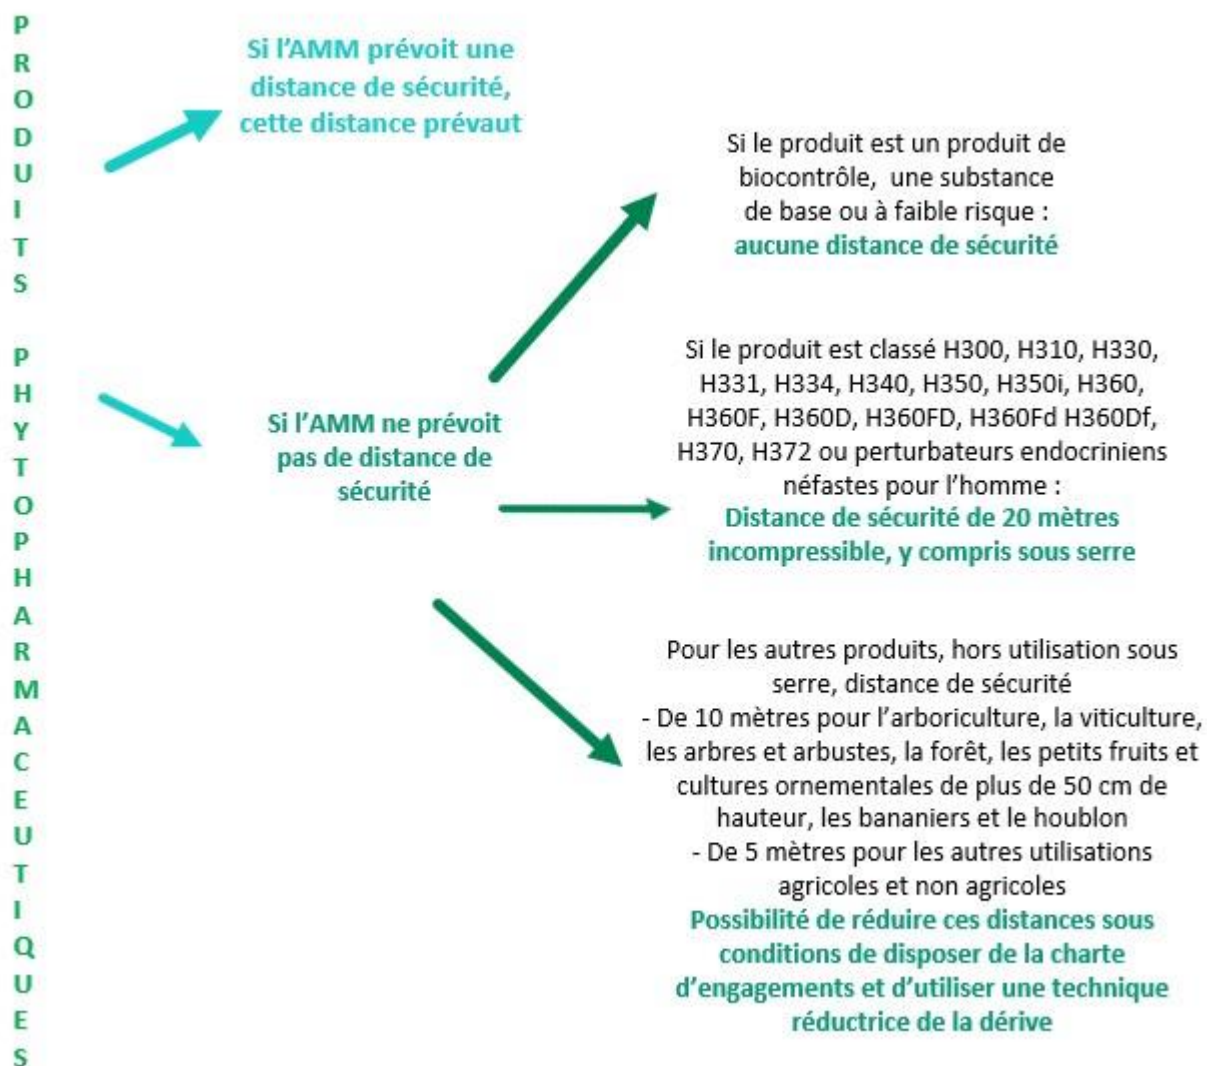 PRODUITS PHYTOPHARMACEUTIQUES
Si l’AMM prévoit une
distance de sécurité,
cette distance prévaut
Si l’AMM ne prévoit
pas de distance de
sécurité
Si le produit est un produit de
biocontrôle, une substance
de base ou à faible risque :
aucune distance de sécurité
Si le produit est classé H300, H310, H330,
H331, H334, H340, H350, H350i, H360,
H360F, H360D, H360FD, H360Fd H360Df,
H370, H372 ou perturbateurs endocriniens
néfastes pour l’homme :
Distance de sécurité de 20 mètres
incompressible, y compris sous serre
Pour les autres produits, hors utilisation sous
serre, distance de sécurité
- De 10 mètres pour l’arboriculture, la viticulture,
les arbres et arbustes, la forêt, les petits fruits et
cultures ornementales de plus de 50 cm de
hauteur, les bananiers et le houblon
- De 5 mètres pour les autres utilisations
agricoles et non agricoles
Possibilité de réduire ces distances sous
conditions de disposer de la charte
d’engagements et d’utiliser une technique
réductrice de la dérive